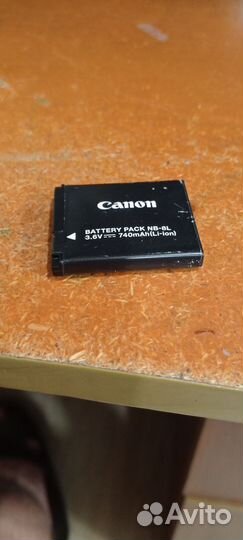 Canon
BATTERY PACK NB-8L
3.6V 740mAh(Li-ion)
Avito